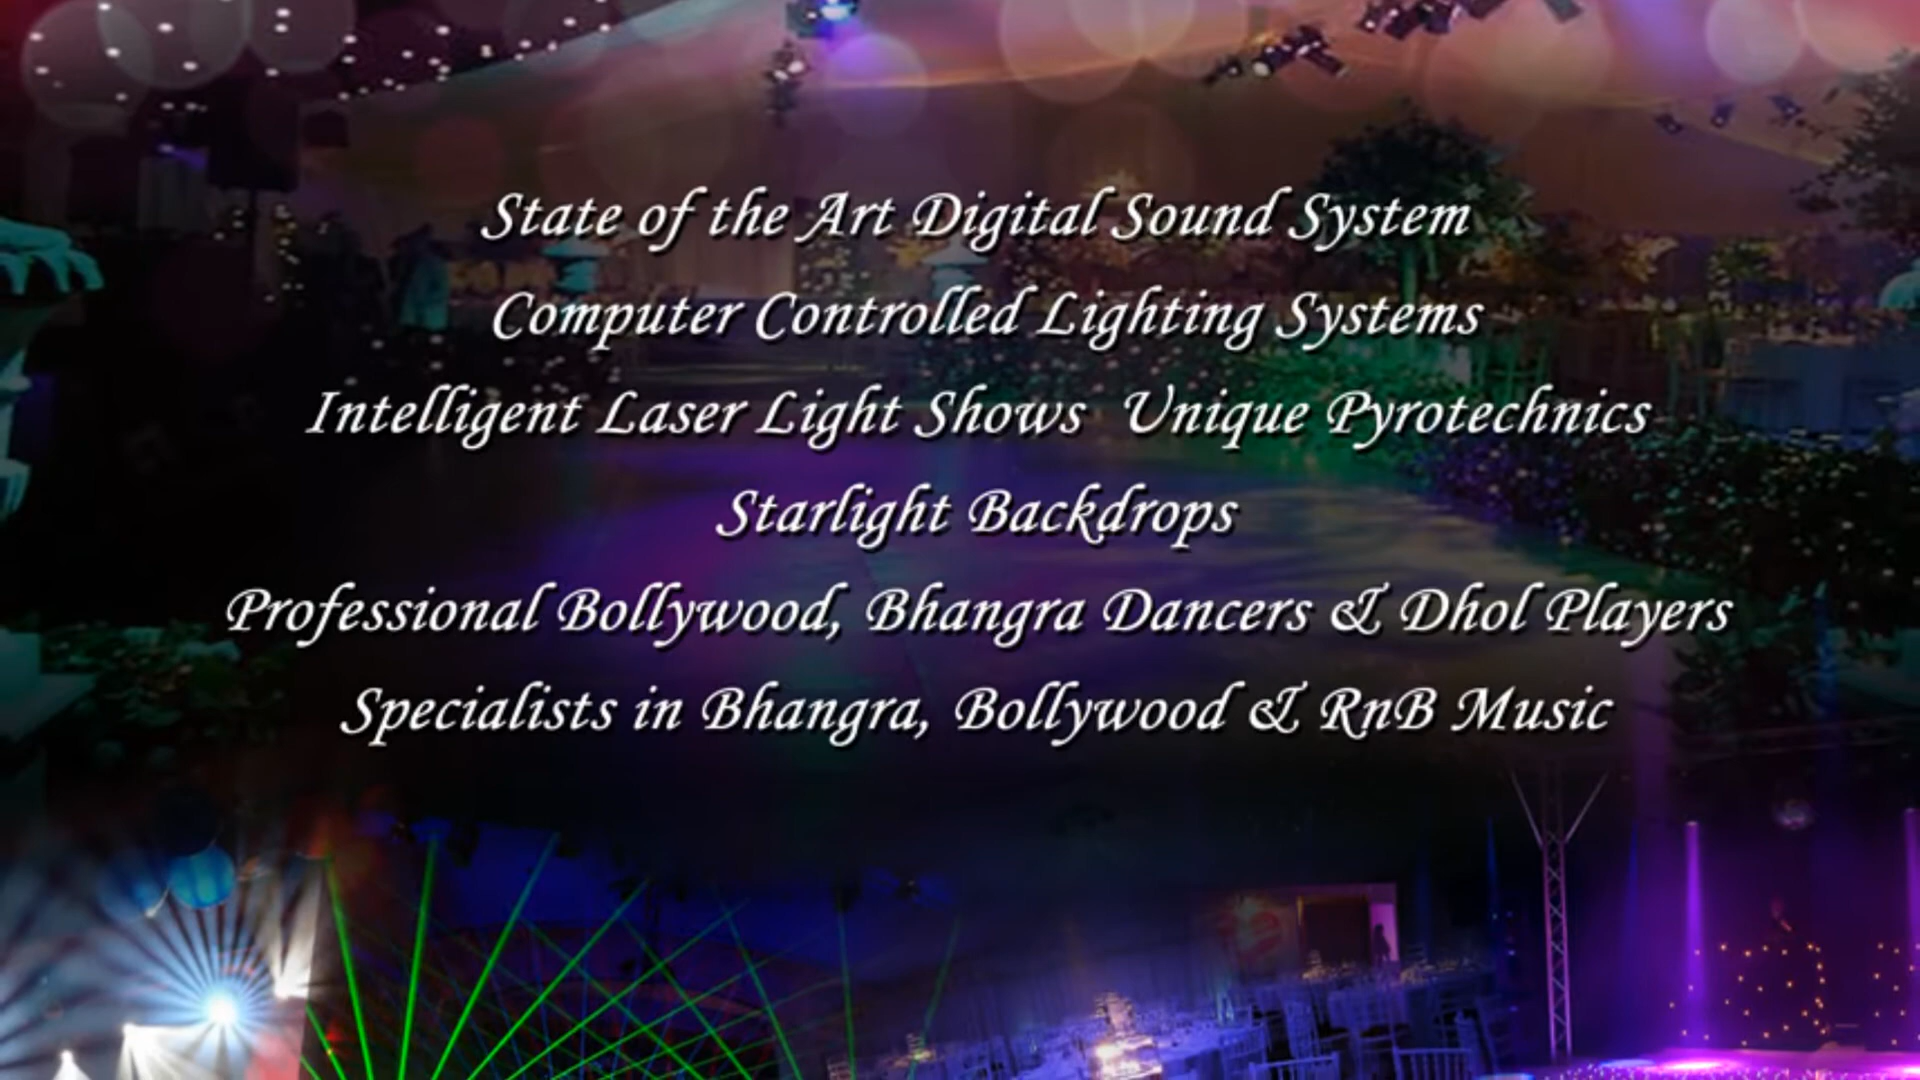 State of the Art Digital Sound System
Computer Controlled Lighting Systems
Intelligent Laser Light Shows  Unique Pyrotechnics
Starlight Backdrops
Professional Bollywood, Bhangra Dancers & Dhol Players
Specialists in Bhangra, Bollywood & RnB Music